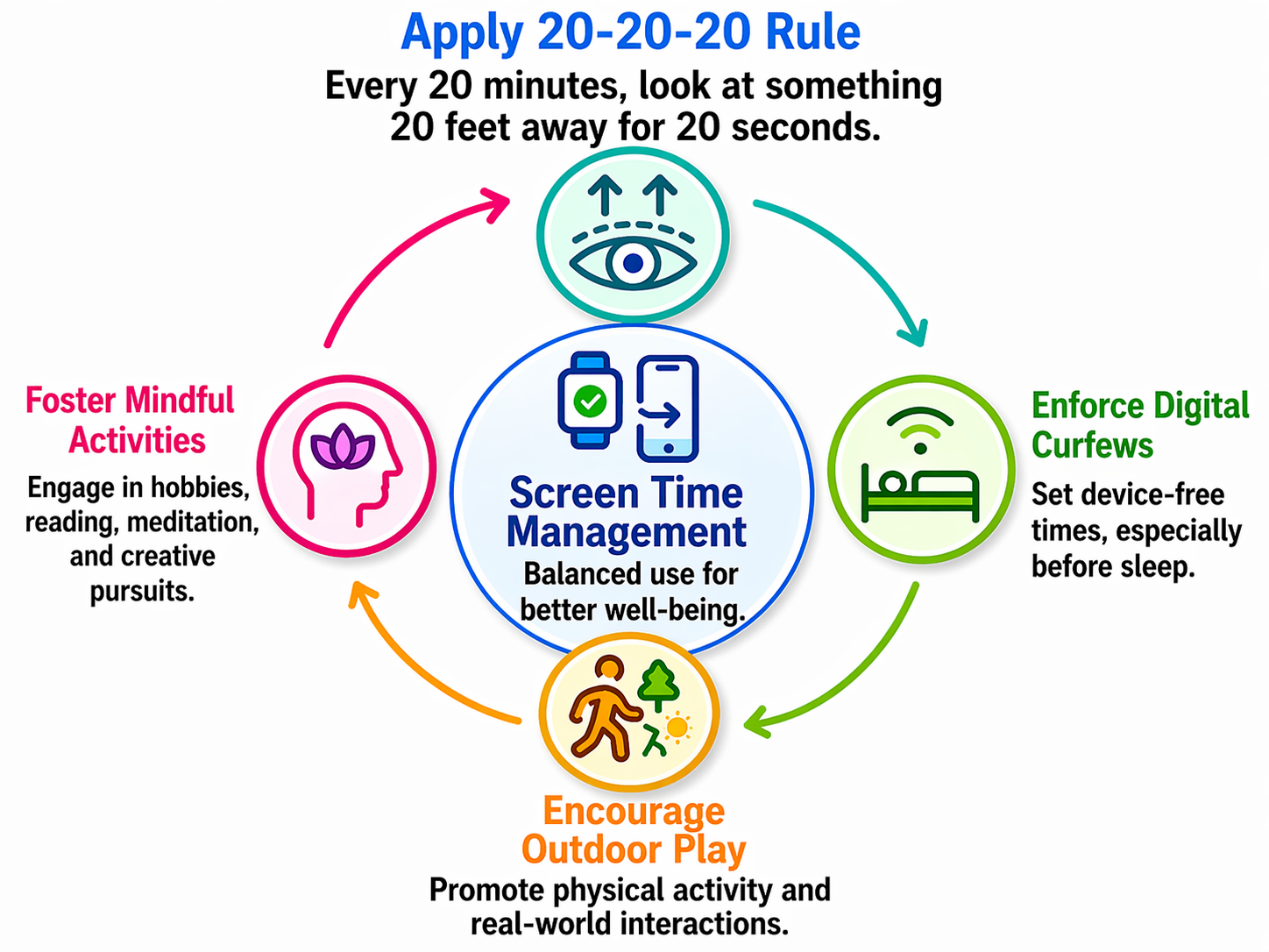 Apply 20-20-20 Rule
Every 20 minutes, look at something
20 feet away for 20 seconds.
Foster Mindful
Activities
Engage in hobbies,
reading, meditation,
and creative
pursuits.
Screen Time
Management
Balanced use for
better well-being.
Enforce Digital
Curfews
Set device-free
times, especially
before sleep.
Encourage
Outdoor Play
Promote physical activity and
real-world interactions.